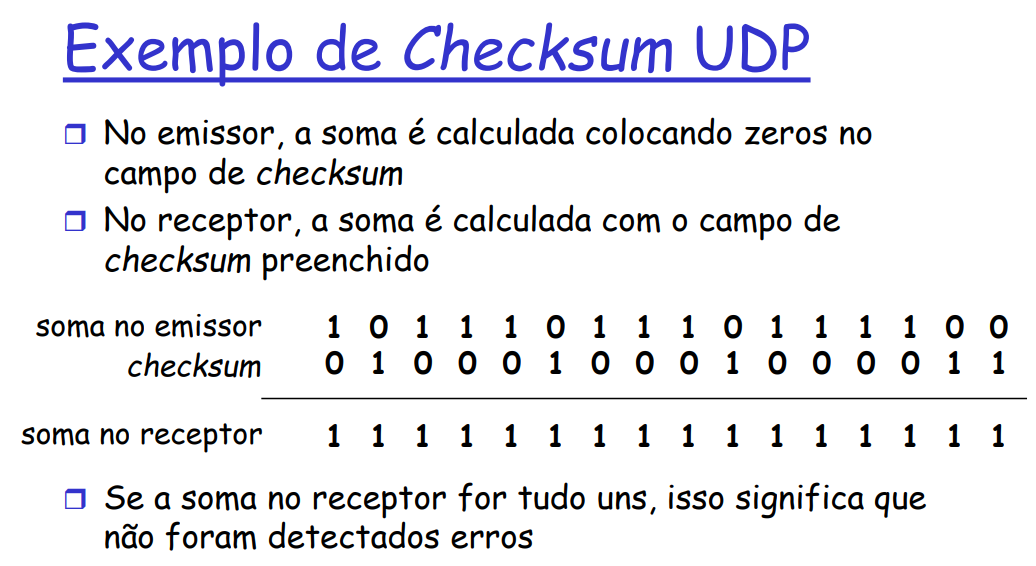 Exemplo de Checksum UDP
No emissor, a soma é calculada colocando zeros no
campo de checksum
No receptor, a soma é calculada com o campo de
checksum preenchido
soma no emissor 1 0 1 1 1 0 1 1 1 0 1 1 1 1 0 0
checksum 0 1 0 0 0 1 0 0 0 1 0 0 0 0 1 1
soma no receptor 1 1 1 1 1 1 1 1 1 1 1 1 1 1 1 1
Se a soma no receptor for tudo uns, isso significa que
não foram detectados erros